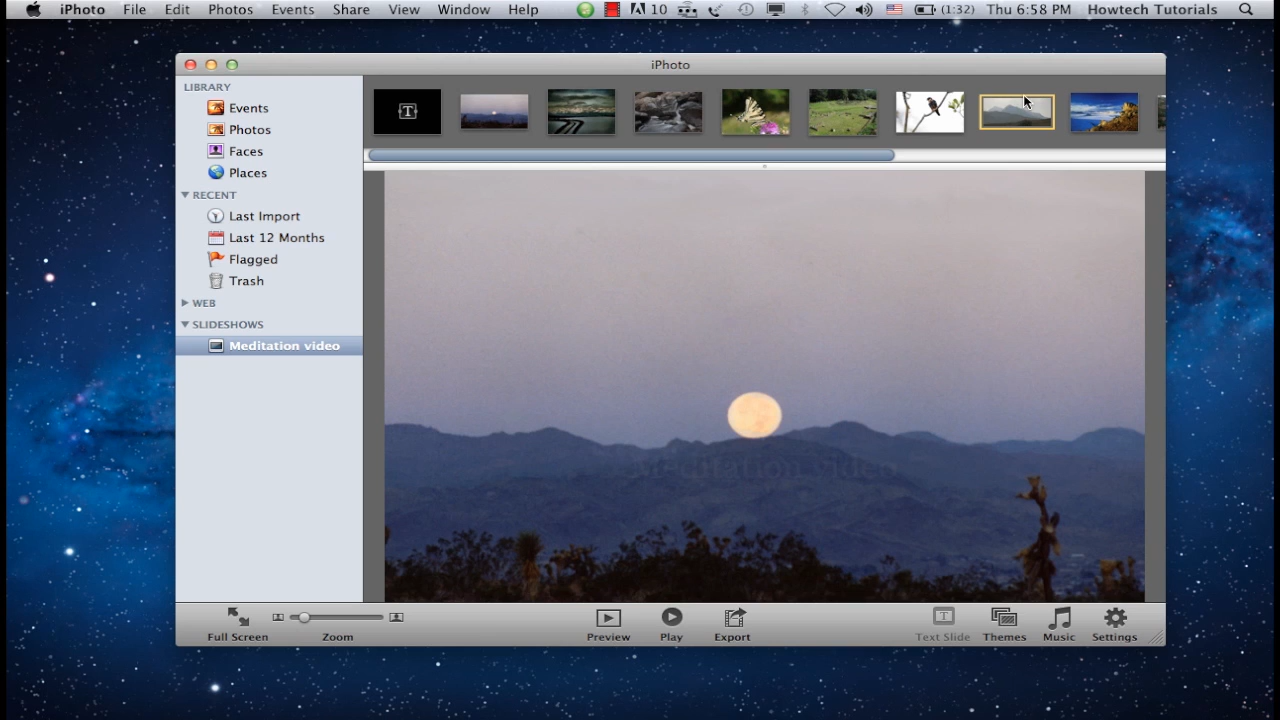 iPhoto File Edit Photos Events Share View Window Help 10 (1:32) Thu 6:58 PM Howtech Tutorials
iPhoto
LIBRARY
Events
Photos
Faces
Places
RECENT
Last Import
Last 12 Months
Flagged
Trash
WEB
SLIDESHOWS
Meditation video
T
Meditation Video
Full Screen Zoom Preview Play Export Text Slide Themes Music Settings